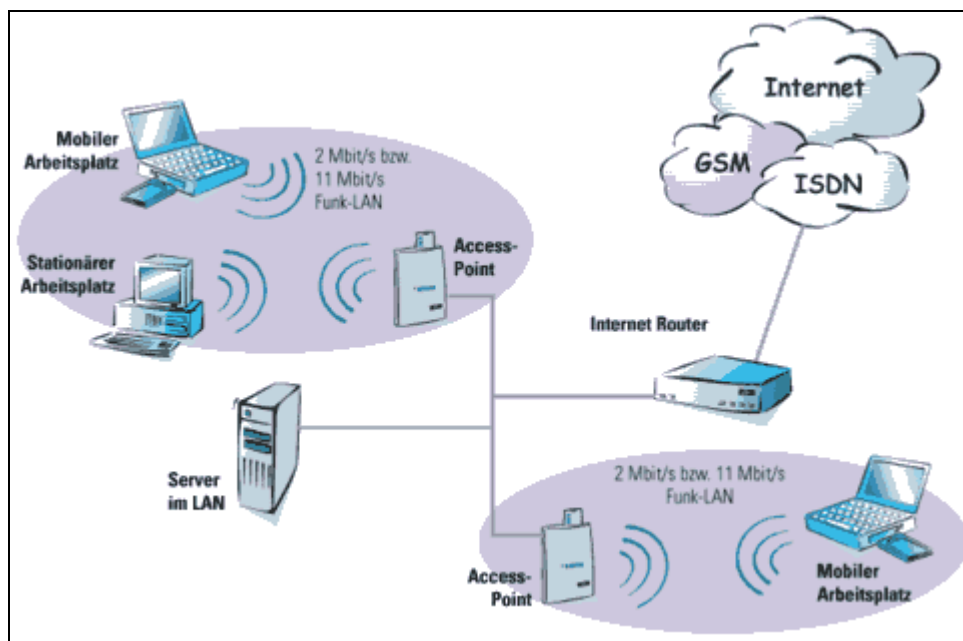 Internet
GSM
ISDN
Mobiler
Arbeitsplatz
2 Mbit/s bzw.
11 Mbit/s
Funk-LAN
Stationärer
Arbeitsplatz
Access-
Point
Internet Router
Server
im LAN
2 Mbit/s bzw. 11 Mbit/s
Funk-LAN
Access-
Point
Mobiler
Arbeitsplatz